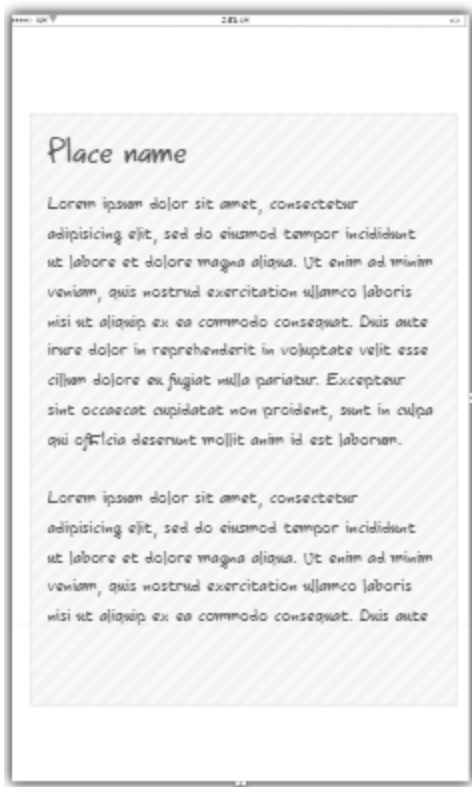 Place name
Lorem ipsum dolor sit amet, consectetur
adipisicing elit, sed do eiusmod tempor incididunt
ut labore et dolore magna aliqua. Ut enim ad minim
veniam, quis nostrud exercitation ullamco laboris
nisi ut aliquip ex ea commodo consequat. Duis aute
irure dolor in reprehenderit in voluptate velit esse
cillum dolore eu fugiat nulla pariatur. Excepteur
sint occaecat cupidatat non proident, sunt in culpa
qui officia deserunt mollit anim id est laborum.
Lorem ipsum dolor sit amet, consectetur
adipisicing elit, sed do eiusmod tempor incididunt
ut labore et dolore magna aliqua. Ut enim ad minim
veniam, quis nostrud exercitation ullamco laboris
nisi ut aliquip ex ea commodo consequat. Duis aute